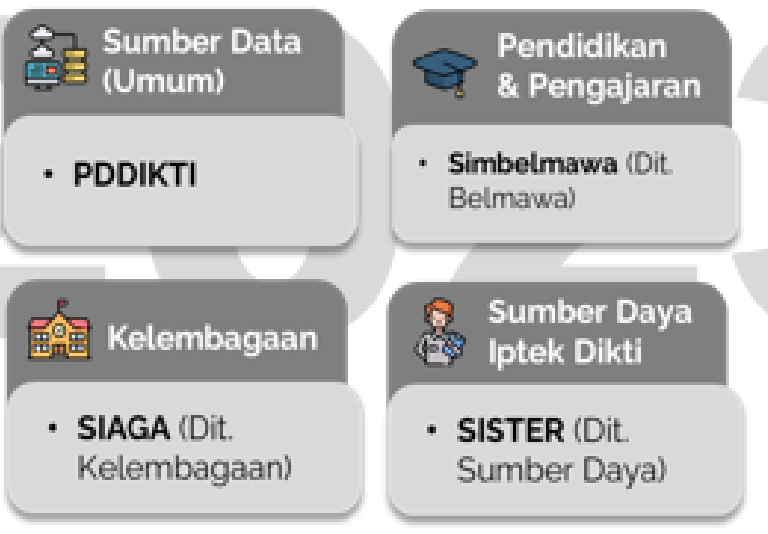 Sumber Data
(Umum)
• PDDIKTI
Pendidikan
& Pengajaran
• Simbelmawa (Dit.
Belmawa)
Kelembagaan
• SIAGA (Dit.
Kelembagaan)
Sumber Daya
Iptek Dikti
• SISTER (Dit.
Sumber Daya)